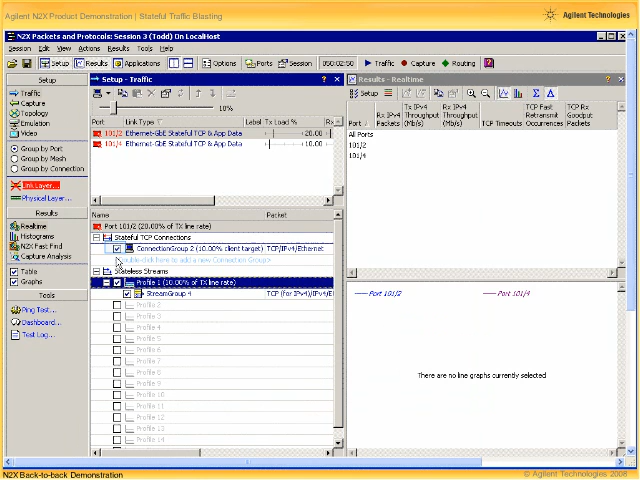 Agilent N2X Product Demonstration | Stateful Traffic Blasting
Agilent Technologies
N2X Packets and Protocols: Session 3 (Todd) On LocalHost
Session Edit Actions Results Tools Help
Setup Results Applications Options Ports Session 050:02:50 Traffic Capture Routing
Setup
Traffic
Capture
Topology
Emulation
Video
Group by Port
Group by Mesh
Group by Connection
Link Layer...
Physical Layer...
Results
Realtime
Histograms
N2X Fast Find
Capture Analysis
Table
Graphs
Tools
Ping Test...
Dashboard...
Test Log...
Setup - Traffic
10%
Port Link Type Label Tx Load % Rx
101/2 Ethernet-GbE Stateful TCP & App Data 20.00
101/4 Ethernet-GbE Stateful TCP & App Data 10.00
Name Packet
Port 101/2 (20.00% of TX line rate)
Stateful TCP Connections
ConnectionGroup 2 (10.00% client target) TCP/IPv4/Ethernet
click here to add a new Connection Group>
Stateless Streams
Profile 1 (10.00% of TX line rate)
StreamGroup 4 TCP (for IPv4)/IPv4/E
Profile 2
Profile 3
Profile 4
Profile 5
Profile 6
Profile 7
Profile 8
Profile 9
Profile 10
Profile 11
Profile 12
Profile 13
Profile 14
Results - Realtime
Setup
Port
Rx IPv4 Packets
Tx IPv4 Throughput (Mb/s)
Rx IPv4 Throughput (Mb/s)
TCP Timeouts
TCP Fast Retransmit Occurrences
TCP Rx Goodput Packets
All Ports
101/2
101/4
Port 101/2 Port 101/4
There are no line graphs currently selected
N2X Back-to-back Demonstration
© Agilent Technologies 2008